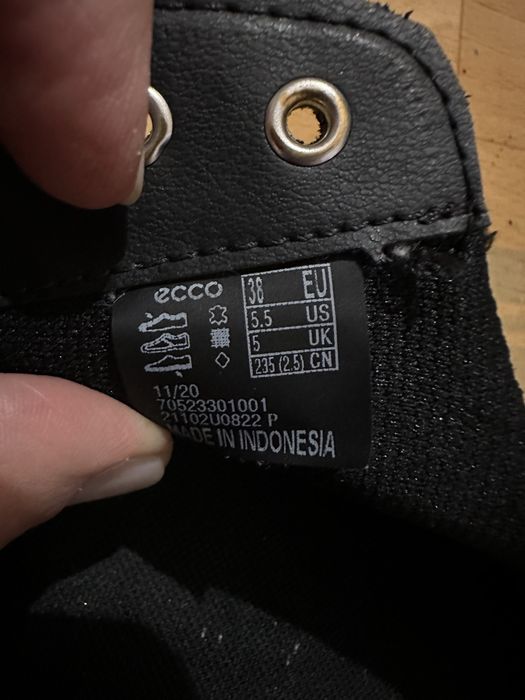 ecco
38 EU
5.5 US
5 UK
235 (2.5) CN
11/20
70523301001
21102U0822 P
MADE IN INDONESIA